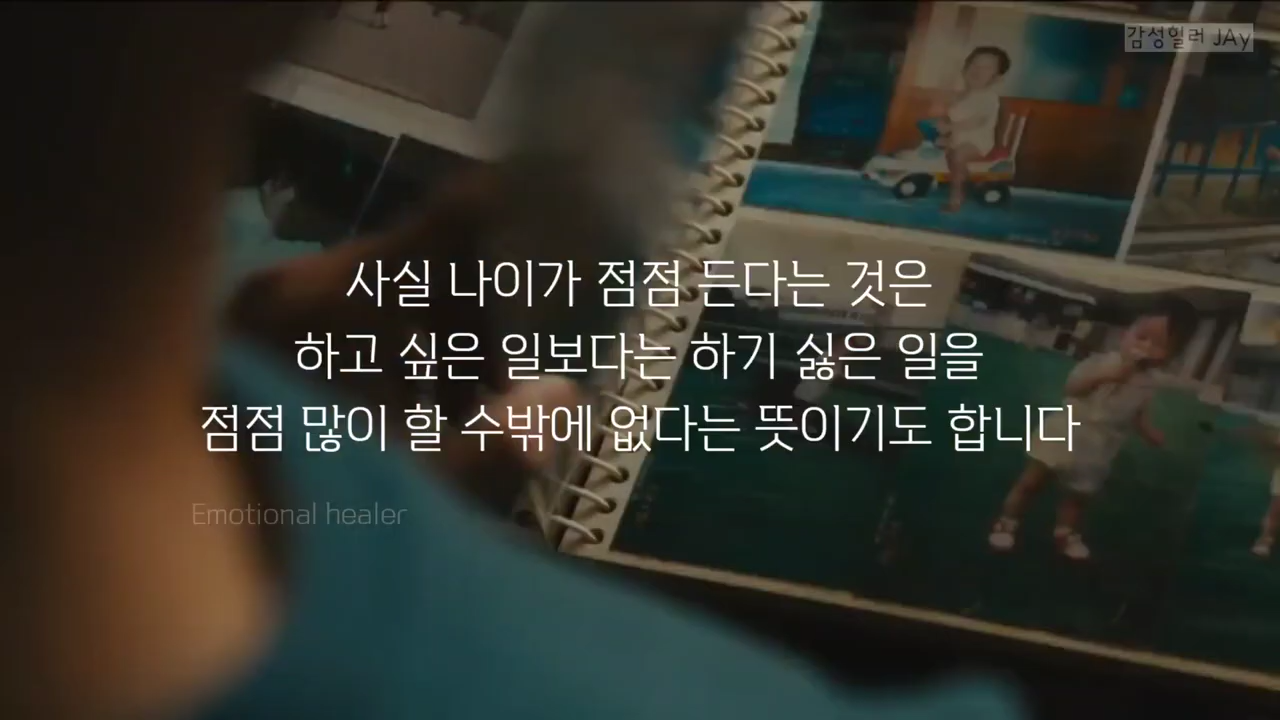 감성힐러 JAy
사실 나이가 점점 든다는 것은
하고 싶은 일보다는 하기 싫은 일을
점점 많이 할 수밖에 없다는 뜻이기도 합니다
Emotional healer